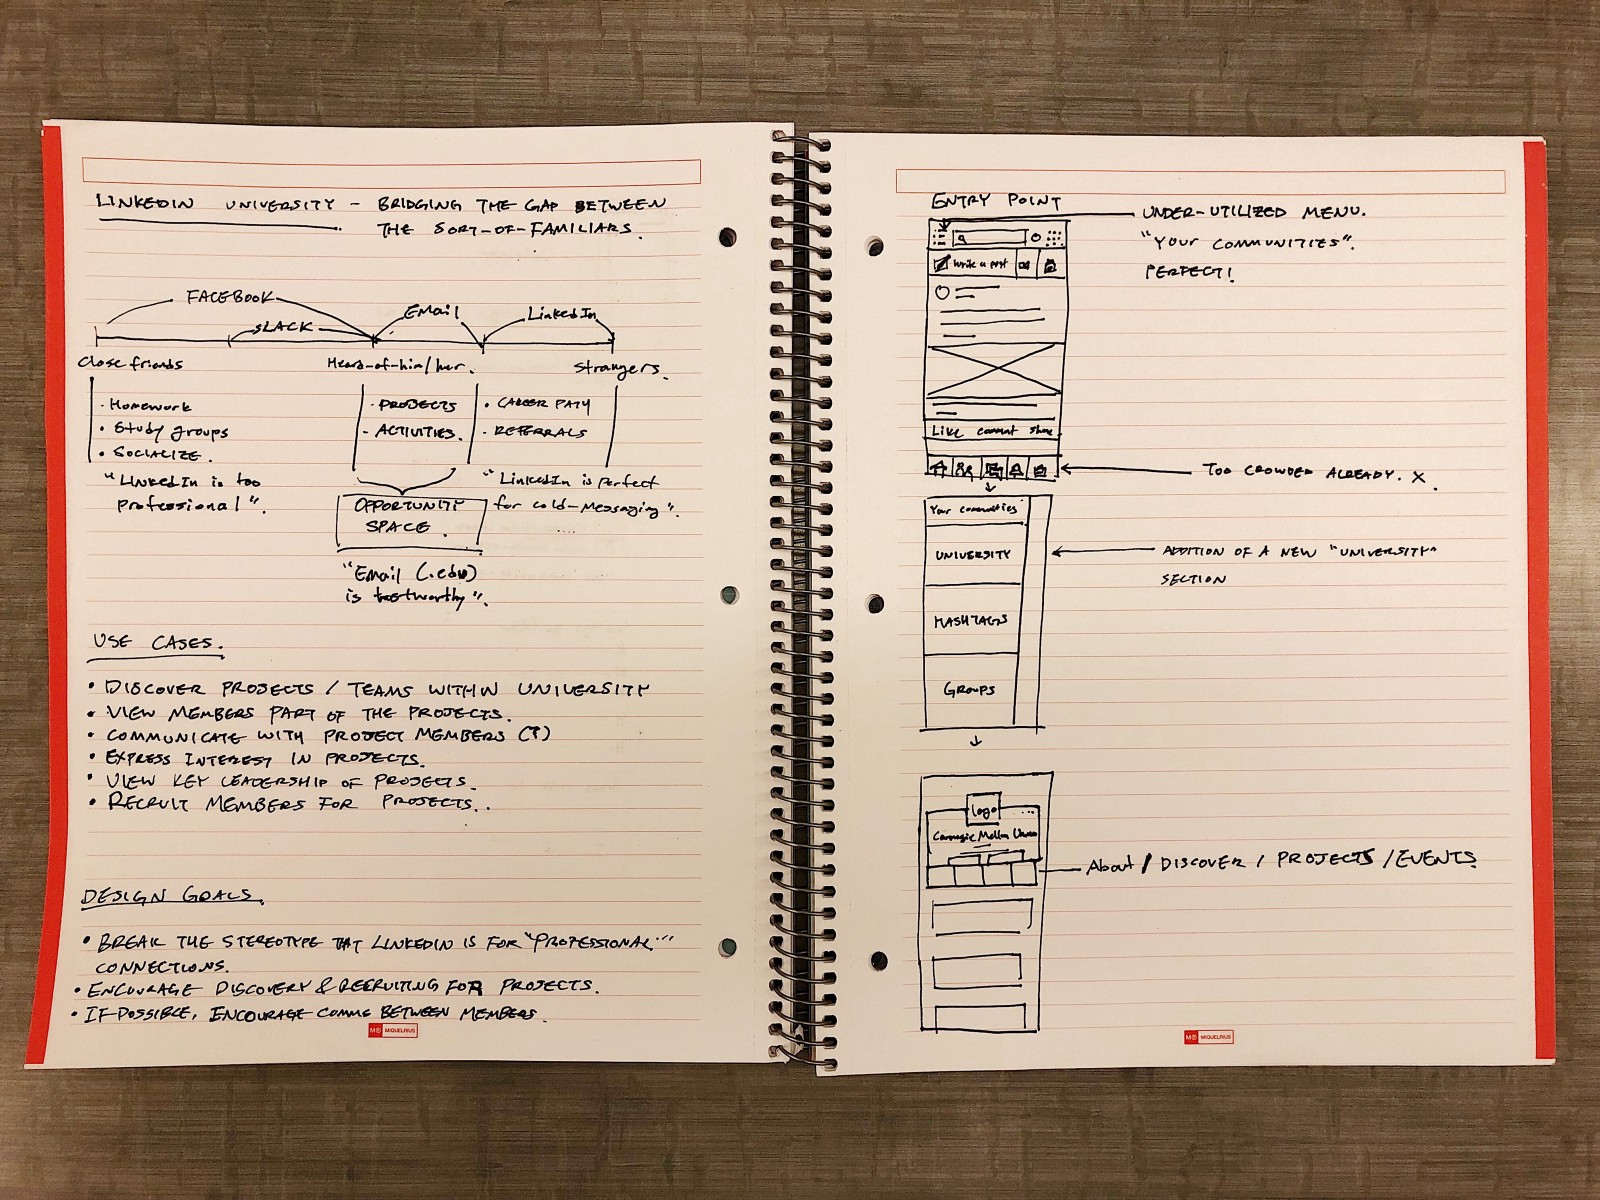 LINKEDIN UNIVERSITY – BRIDGING THE GAP BETWEEN
THE SORT-OF-FAMILIARS.
FACEBOOK
SLACK
EMail
LinkedIn
Close friends
Heard-of-him/her.
Strangers.
· Homework
• Study groups
• SOCIALIZE.
- PROJECTS
- ACTIVITIES.
• CAREER PATH
- REFERRALS
"LINKedIn is too
professional".
OPPORTUNITY
SPACE.
"LinkedIn is perfect
for cold-Messaging".
....
"Email (.edu)
is trustworthy".
USE CASES.
• DISCOVER PROJECTS / TEAMS WITHIN UNIVERSITY
• VIEW MEMBERS PART OF THE PROJECTS.
• COMMUNICATE WITH PROJECT MEMBERS (?)
• EXPRESS INTEREST IN PROJECTS.
• VIEW KEY LEADERSHIP OF PROJECTS.
• RECRUIT MEMBERS FOR PROJECTS..
DESIGN GOALS.
• BREAK THE STEREOTYPE THAT LINKEDIN IS FOR "PROFESSIONAL"
CONNECTIONS.
• ENCOURAGE DISCOVERY & RECRUITING FOR PROJECTS.
• IF POSSIBLE, ENCOURAGE COMMS BETWEEN MEMBERS.
MR MIQUELRIUS
ENTRY POINT
UNDER-UTILIZED MENU.
"YOUR COMMUNITIES".
PERFECT!
Write a post
Like comment share
TOO CROWDED ALREADY. X.
Your communities
UNIVERSITY
HASHTAGS
GROUPS
ADDITION OF A NEW "UNIVERSITY"
SECTION
logo
...
Carnegie Mellon
About / DISCOVER / PROJECTS / EVENTS
MR MIQUELRIUS